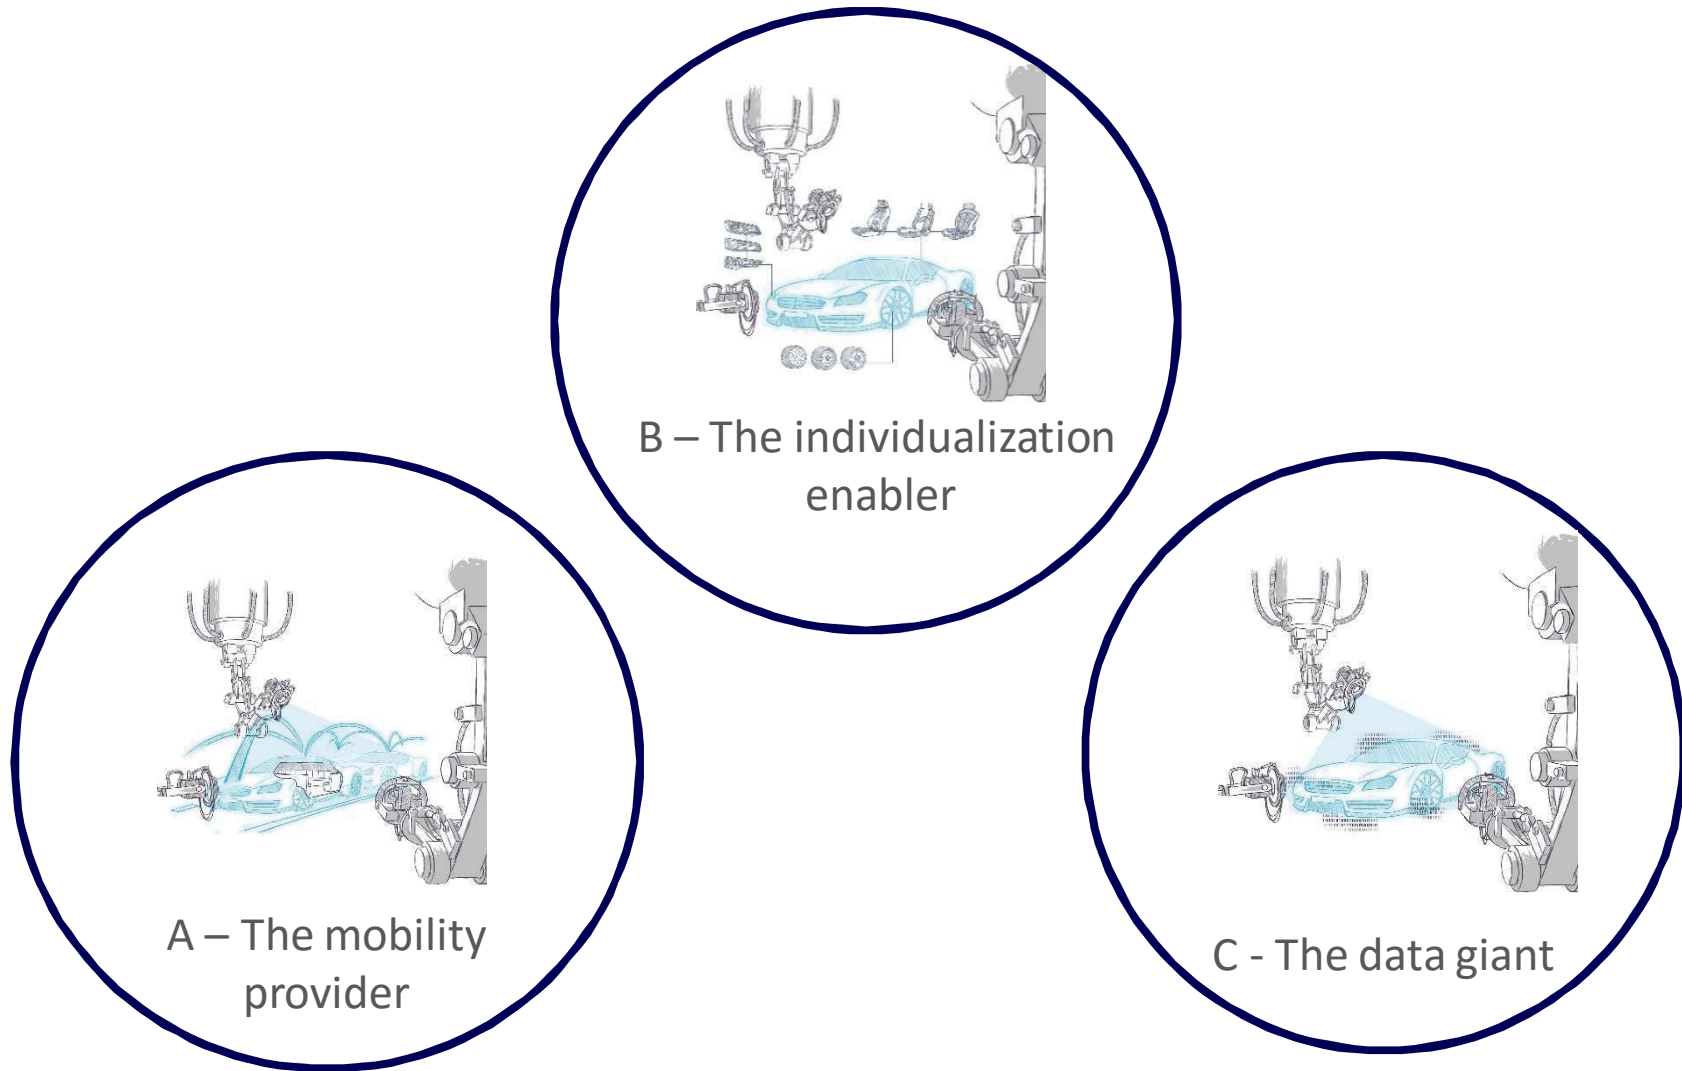 B – The individualization
enabler
A – The mobility
provider
C - The data giant